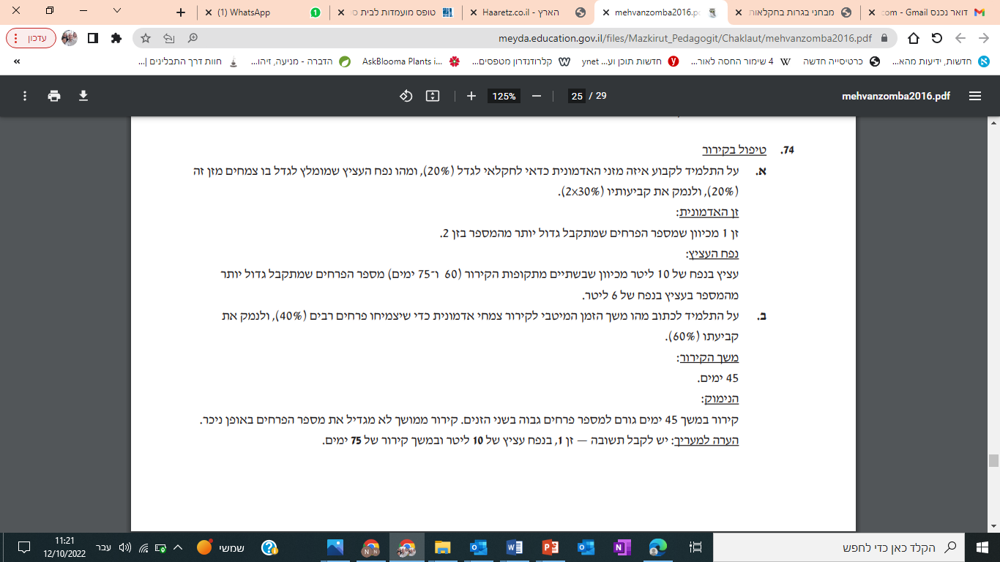 דואר נכנס - com - Gmail
מבחני בגרות בחקלאות
mehvanzomba2016.pd
הארץ - Haaretz.co.il
טופס מועמדות לבית ספ
(1) WhatsApp
meyda.education.gov.il/files/Mazkirut_Pedagogit/Chaklaut/mehvanzomba2016.pdf
עדכון
חדשות, ידיעות מהא...
כרטיסייה חדשה
4 שימור החסה לאור...
חדשות תוכן וע... ynet
קלרודנדרון מטפסים...
AskBlooma Plants i...
הדברה - מניעה, זיהו...
חוות דרך התבלינים |...
mehvanzomba2016.pdf
25 / 29
125%
74. טיפול בקירור
א. על התלמיד לקבוע איזה מזני האדמונית כדאי לחקלאי לגדל (20%), ומהו נפח העציץ שמומלץ לגדל בו צמחים מזן זה
(20%), ולנמק את קביעותיו (2x30%).
זן האדמונית:
זן 1 מכיוון שמספר הפרחים שמתקבל גדול יותר מהמספר בזן 2.
נפח העציץ:
עציץ בנפח של 10 ליטר מכיוון שבשתיים מתקופות הקירור (60 ו־75 ימים) מספר הפרחים שמתקבל גדול יותר
מהמספר בעציץ בנפח של 6 ליטר.
ב. על התלמיד לכתוב מהו משך הזמן המיטבי לקירור צמחי אדמונית כדי שיצמיחו פרחים רבים (40%), ולנמק את
קביעתו (60%).
משך הקירור:
45 ימים.
הנימוק:
קירור במשך 45 ימים גורם למספר פרחים גבוה בשני הזנים. קירור ממושך לא מגדיל את מספר הפרחים באופן ניכר.
הערה למעריך: יש לקבל תשובה — זן 1, בנפח עציץ של 10 ליטר ובמשך קירור של 75 ימים.
הקלד כאן כדי לחפש
שמשי
עבר
11:21
12/10/2022